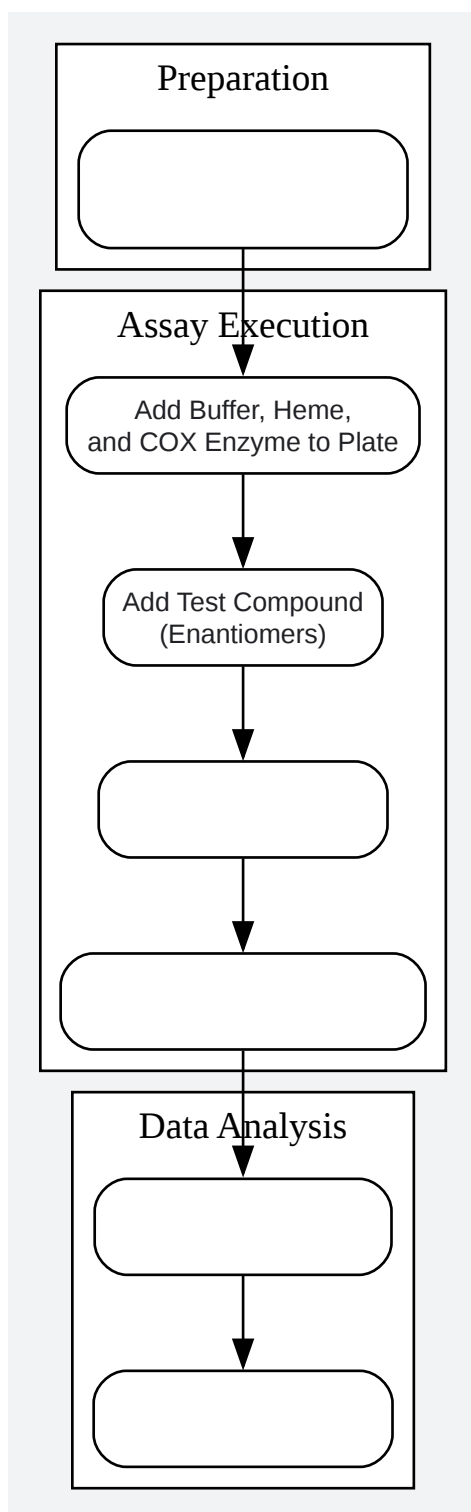 Preparation
Assay Execution
Add Buffer, Heme,
and COX Enzyme to Plate
Add Test Compound
(Enantiomers)
Data Analysis